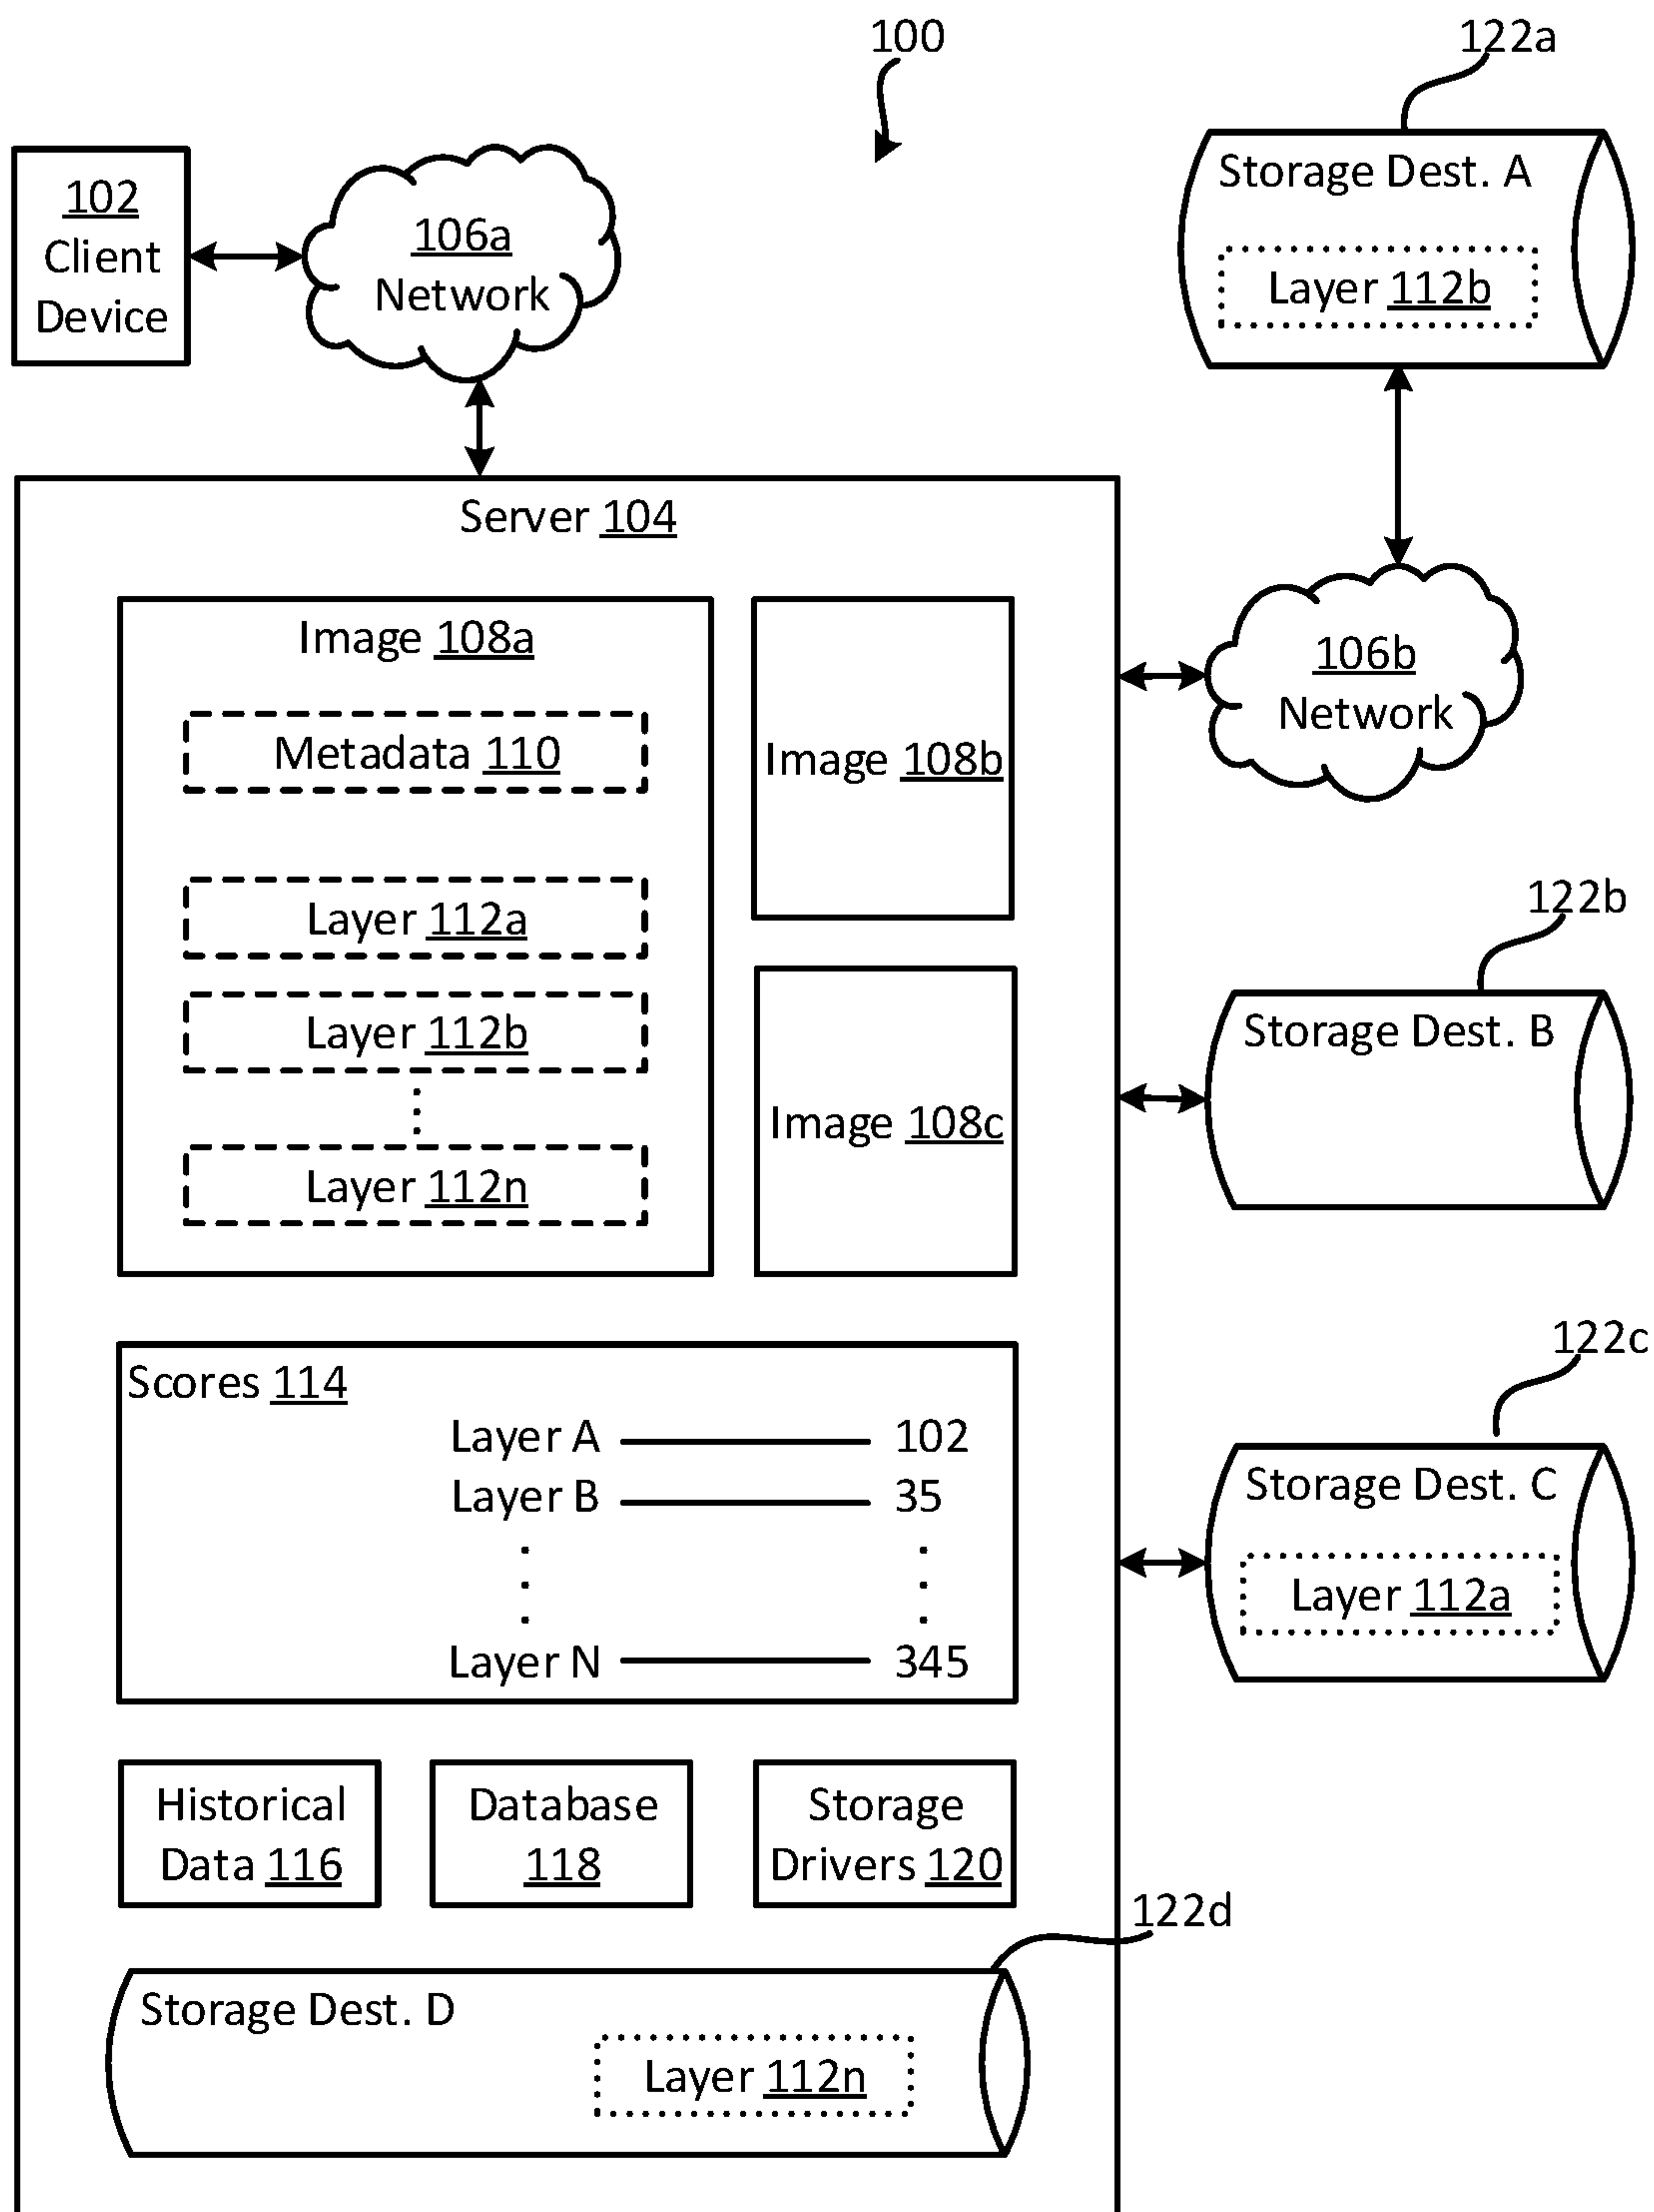 100
122a
102
Client
Device
106a
Network
Storage Dest. A
Layer 112b
Server 104
Image 108a
Metadata 110
Layer 112a
Layer 112b
Layer 112n
Image 108b
Image 108c
106b
Network
122b
Storage Dest. B
122c
Storage Dest. C
Layer 112a
Scores 114
Layer A 102
Layer B 35
Layer N 345
Historical
Data 116
Database
118
Storage
Drivers 120
122d
Storage Dest. D
Layer 112n